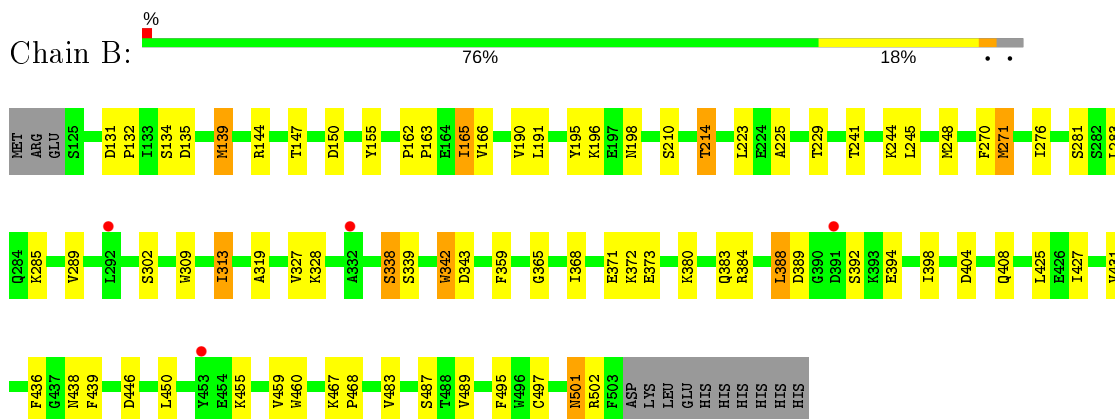 %
Chain B: 76% 18% • •
MET ARG GLU S125 D131 P132 I133 S134 D135 M139 R144 T147 D150 Y155 P162 P163 E164 I165 V166 V190 L191 Y195 K196 E197 N198 S210 T214 L223 E224 A225 T229 T241 K244 L245 M248 F270 M271 I276 S281 S282
Q284 K285 V289 L292 S302 W309 I313 A319 V327 K328 A332 S338 S339 W342 D343 F359 G365 I368 E371 K372 E373 K380 Q383 R384 L388 D389 G390 D391 S392 K393 E394 I398 D404 Q408 L425 E426 I427
F436 G437 N438 F439 D446 L450 Y453 E454 K455 V459 W460 K467 P468 V483 S487 T488 V489 F495 W496 C497 N501 R502 F503 ASP LYS LEU GLU HIS HIS HIS HIS HIS HIS